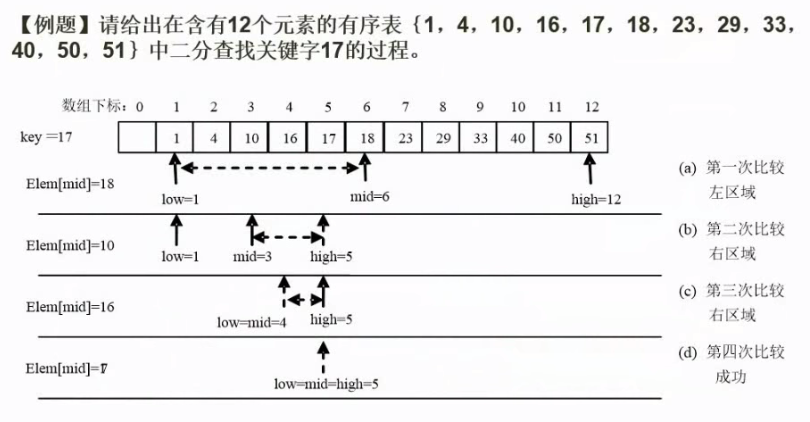 【例题】请给出在含有12个元素的有序表{1，4，10，16，17，18，23，29，33，
40，50，51}中二分查找关键字17的过程。
数组下标：0 1 2 3 4 5 6 7 8 9 10 11 12
key=17 1 4 10 16 17 18 23 29 33 40 50 51
Elem[mid]=18
low=1 mid=6 high=12
(a) 第一次比较
左区域
Elem[mid]=10
low=1 mid=3 high=5
(b) 第二次比较
右区域
Elem[mid]=16
low=mid=4 high=5
(c) 第三次比较
右区域
Elem[mid]=17
low=mid=high=5
(d) 第四次比较
成功